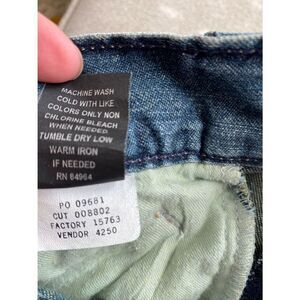 MACHINE WASH
COLD WITH LIKE
COLORS ONLY NON
CHLORINE BLEACH
WHEN NEEDED
TUMBLE DRY LOW
WARM IRON
IF NEEDED
RN 84964
PO 09681
CUT 008802
FACTORY 15763
VENDOR 4250